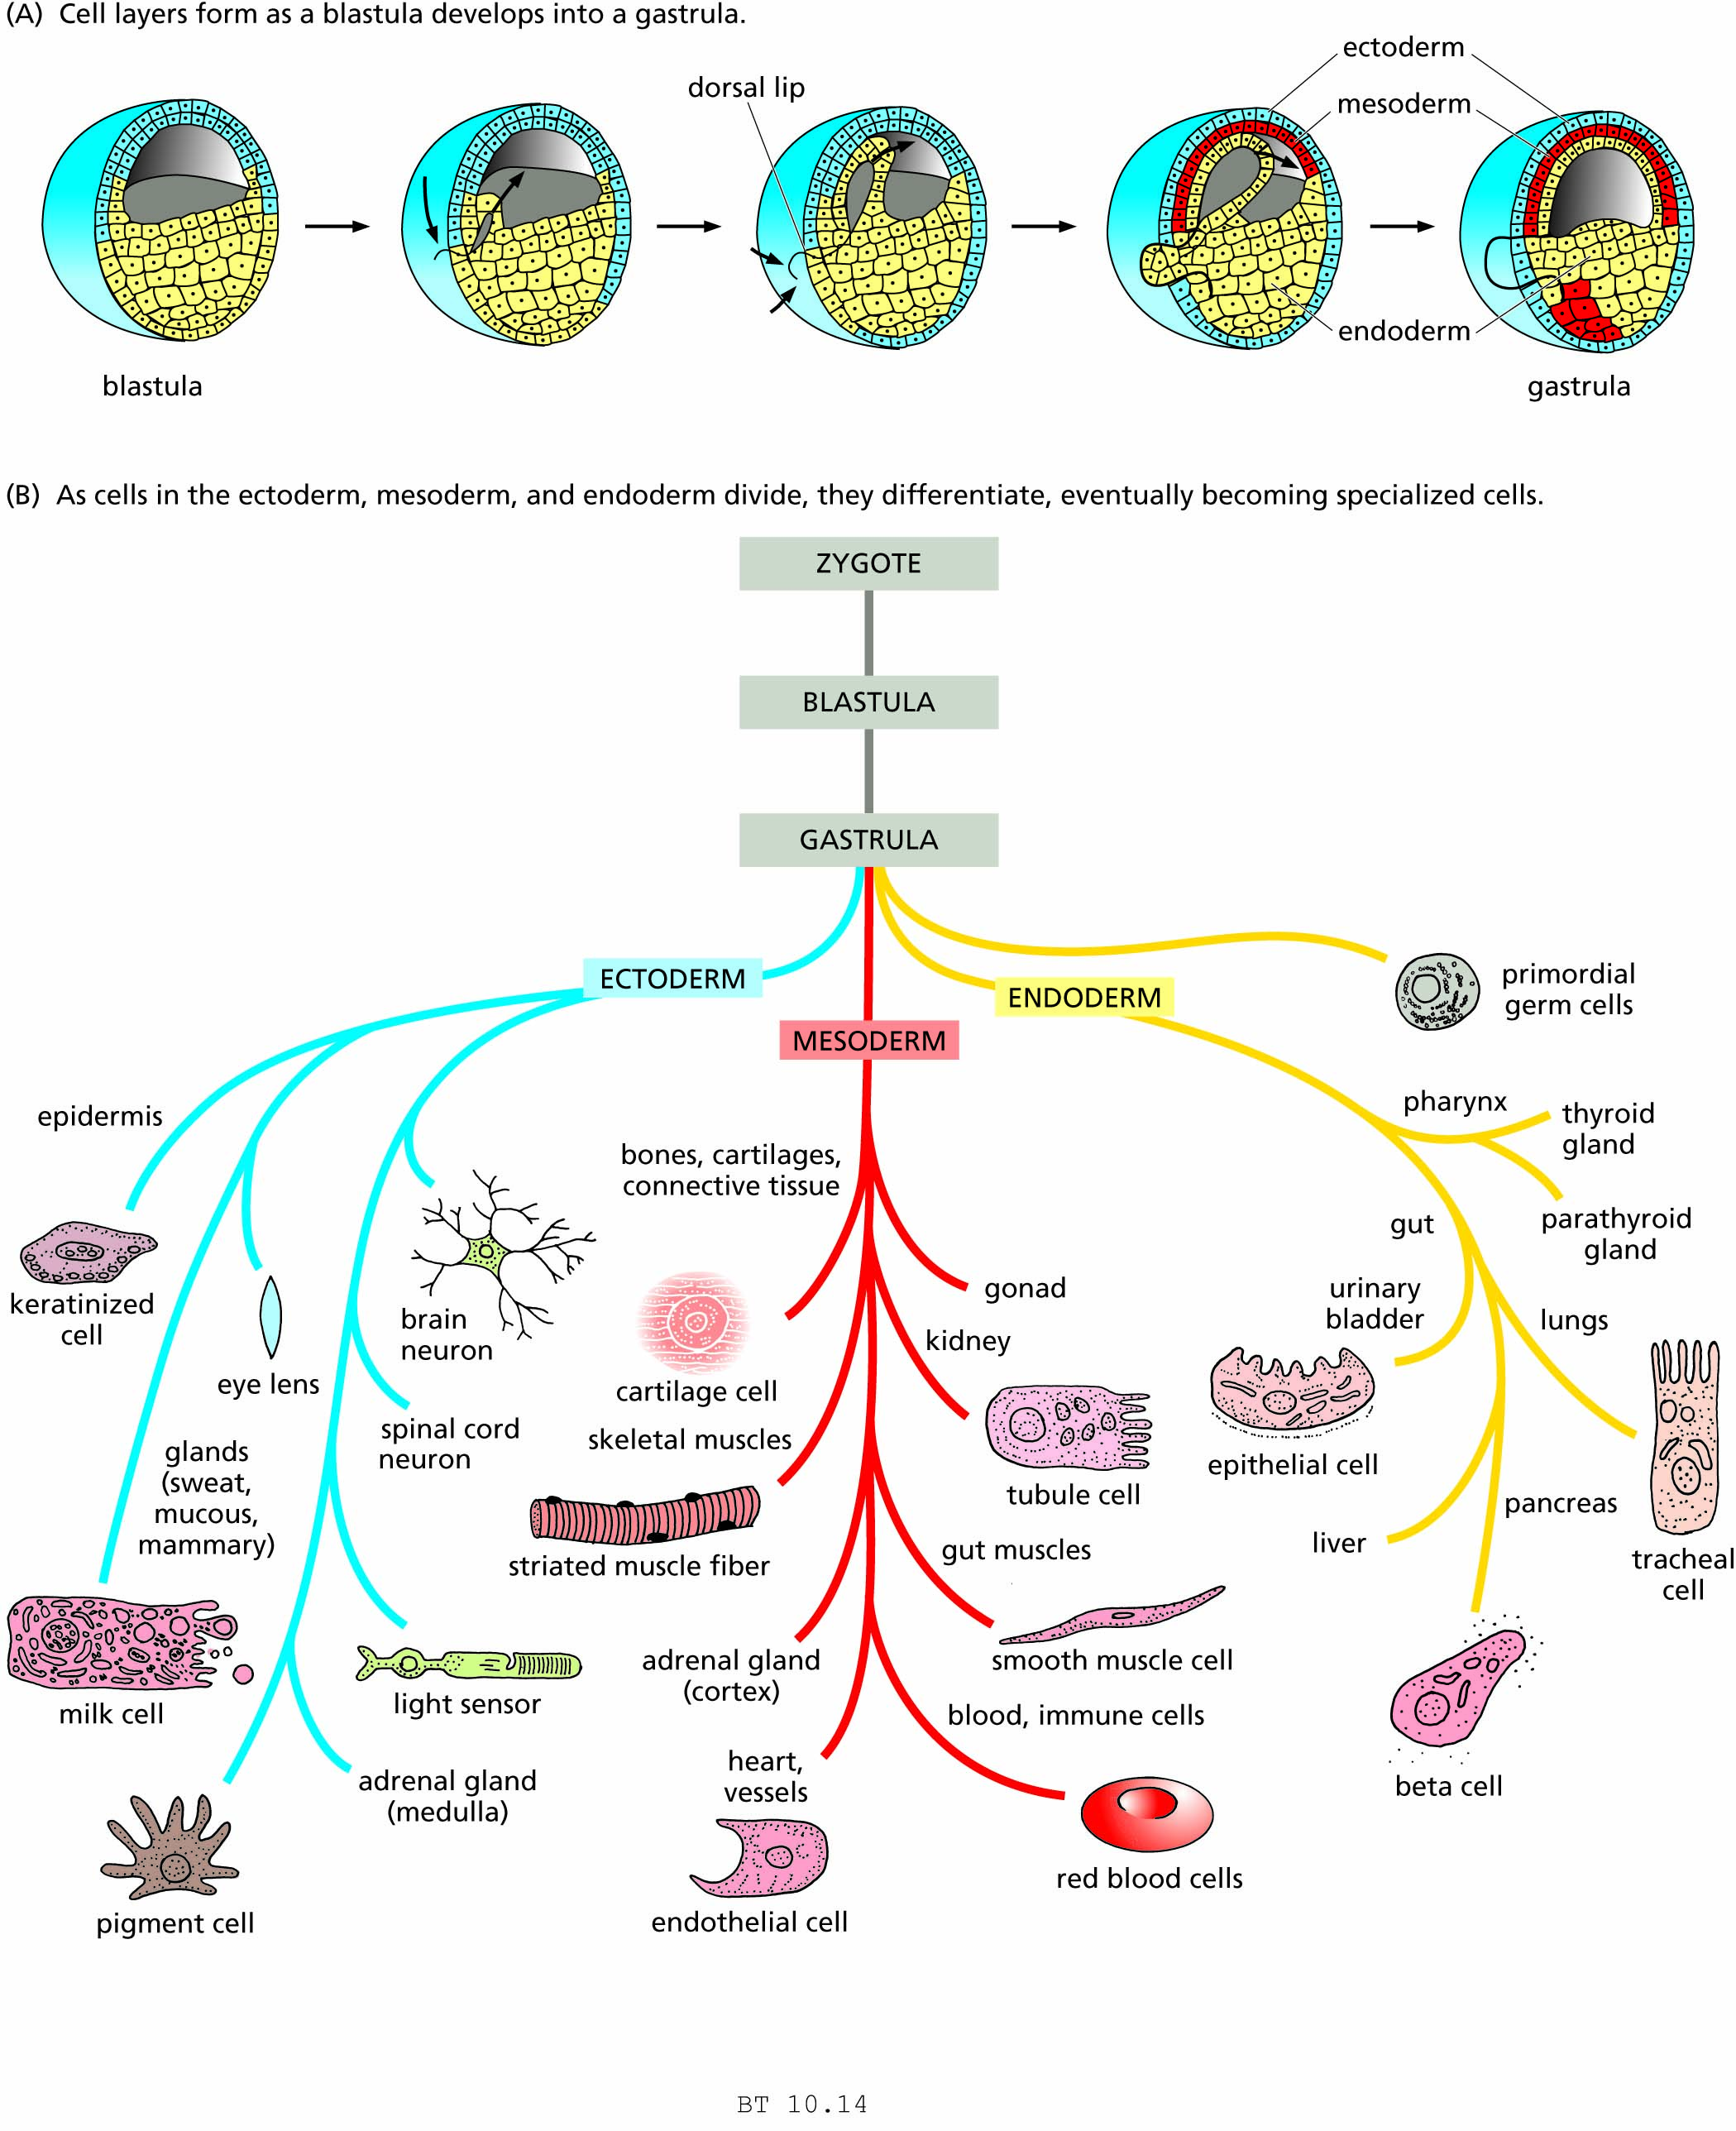 (A) Cell layers form as a blastula develops into a gastrula.
ectoderm
dorsal lip
mesoderm
endoderm
blastula
gastrula
(B) As cells in the ectoderm, mesoderm, and endoderm divide, they differentiate, eventually becoming specialized cells.
ZYGOTE
BLASTULA
GASTRULA
ECTODERM
ENDODERM
MESODERM
primordial
germ cells
epidermis
keratinized
cell
eye lens
glands
(sweat,
mucous,
mammary)
milk cell
brain
neuron
spinal cord
neuron
light sensor
adrenal gland
(medulla)
pigment cell
bones, cartilages,
connective tissue
cartilage cell
skeletal muscles
striated muscle fiber
adrenal gland
(cortex)
heart,
vessels
endothelial cell
gonad
kidney
tubule cell
gut muscles
smooth muscle cell
blood, immune cells
red blood cells
pharynx
thyroid
gland
parathyroid
gland
gut
urinary
bladder
epithelial cell
lungs
tracheal
cell
liver
pancreas
beta cell
BT 10.14